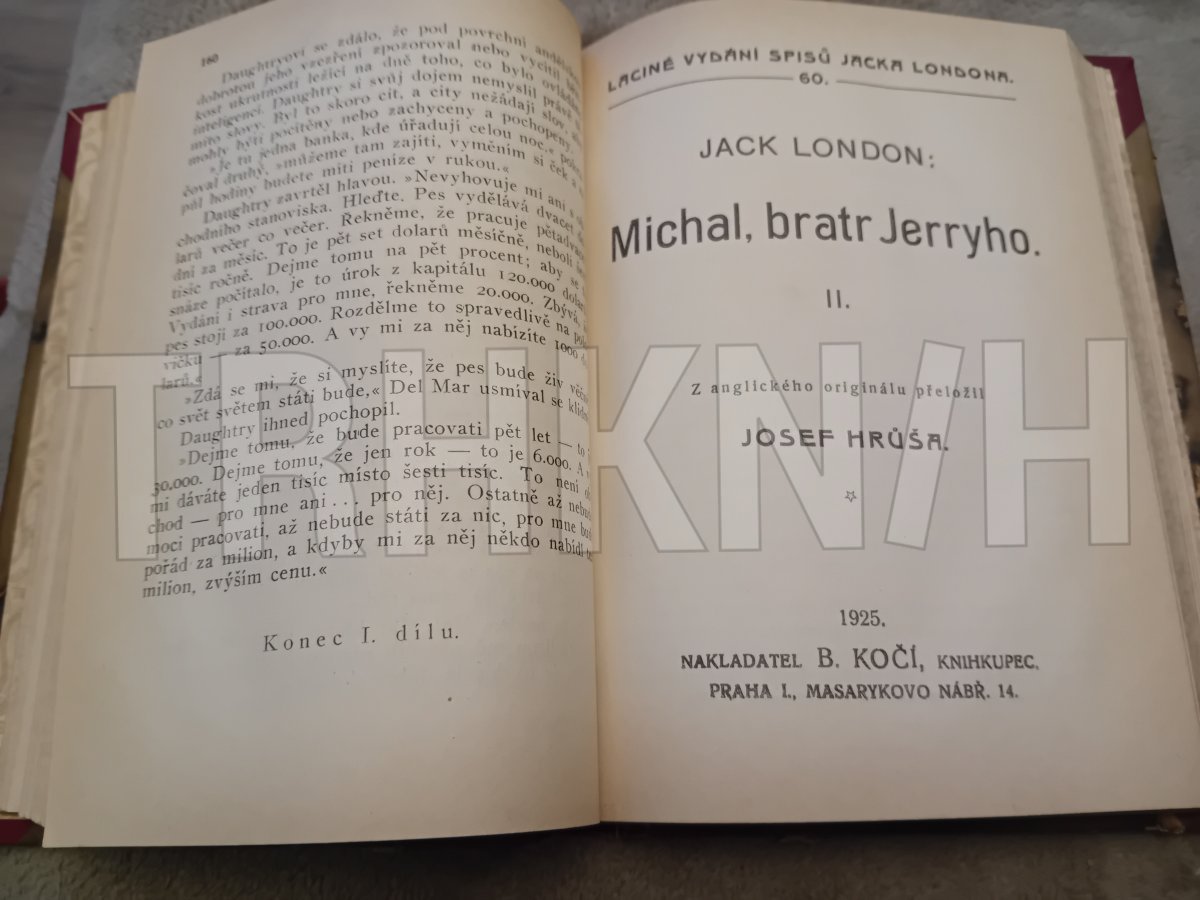 160
Daughtryovi se zdálo, že pod povrchní andělskou
dobrotou jeho vzezření zpozoroval nebo vycítil
kost ukrutnosti ležící na dně toho, co bylo
inteligencí. Daughtry si svůj dojem nemyslil právě
mito slovy. Byl to skoro cit, a city nežádají slov, aby
mohly býti pocitěny nebo zachyceny a pochopeny.
»Je tu jedna banka, kde úřadují celou noc,«
čoval druhý, »můžeme tam zajíti, vyměním si ček a
půl hodiny budete míti peníze v rukou.«
Daughtry zavrtěl hlavou. »Nevyhovuje mi ani s
chodního stanoviska. Hleďte. Pes vydělává dvacet
larů večer co večer. Řekněme, že pracuje
dní za měsíc. To je pět set dolarů měsíčně, neboli
tisíc ročně. Dejme tomu na pět procent; aby se
snáze počítalo, je to úrok z kapitálu 120.000
Vydání i strava pro mne, řekněme 20.000. Zbývá,
pes stojí za 100.000. Rozdělme to spravedlivě na
vičku — za 50.000. A vy mi za něj nabízíte 1000
larů.«
»Zdá se mi, že si myslíte, že pes bude živ
co svět světem státi bude,« Del Mar usmíval se
Daughtry ihned pochopil.
»Dejme tomu, že bude pracovati pět let — to
30.000. Dejme tomu, že jen rok — to je 6.000. A
mi dáváte jeden tisíc místo šesti tisíc. To není
chod — pro mne ani... pro něj. Ostatně až
moci pracovati, až nebude státi za nic, pro mne
pořád za milion, a kdyby mi za něj někdo nabídl
milion, zvýším cenu.«
Konec I. dílu.
LACINÉ VYDÁNÍ SPISŮ JACKA LONDONA.
60.
JACK LONDON:
Michal, bratr Jerryho.
II.
Z anglického originálu přeložil
JOSEF HRŮŠA.
1925.
NAKLADATEL B. KOČÍ, KNIHKUPEC,
PRAHA I., MASARYKOVO NÁBŘ. 14.
TRHKNIH